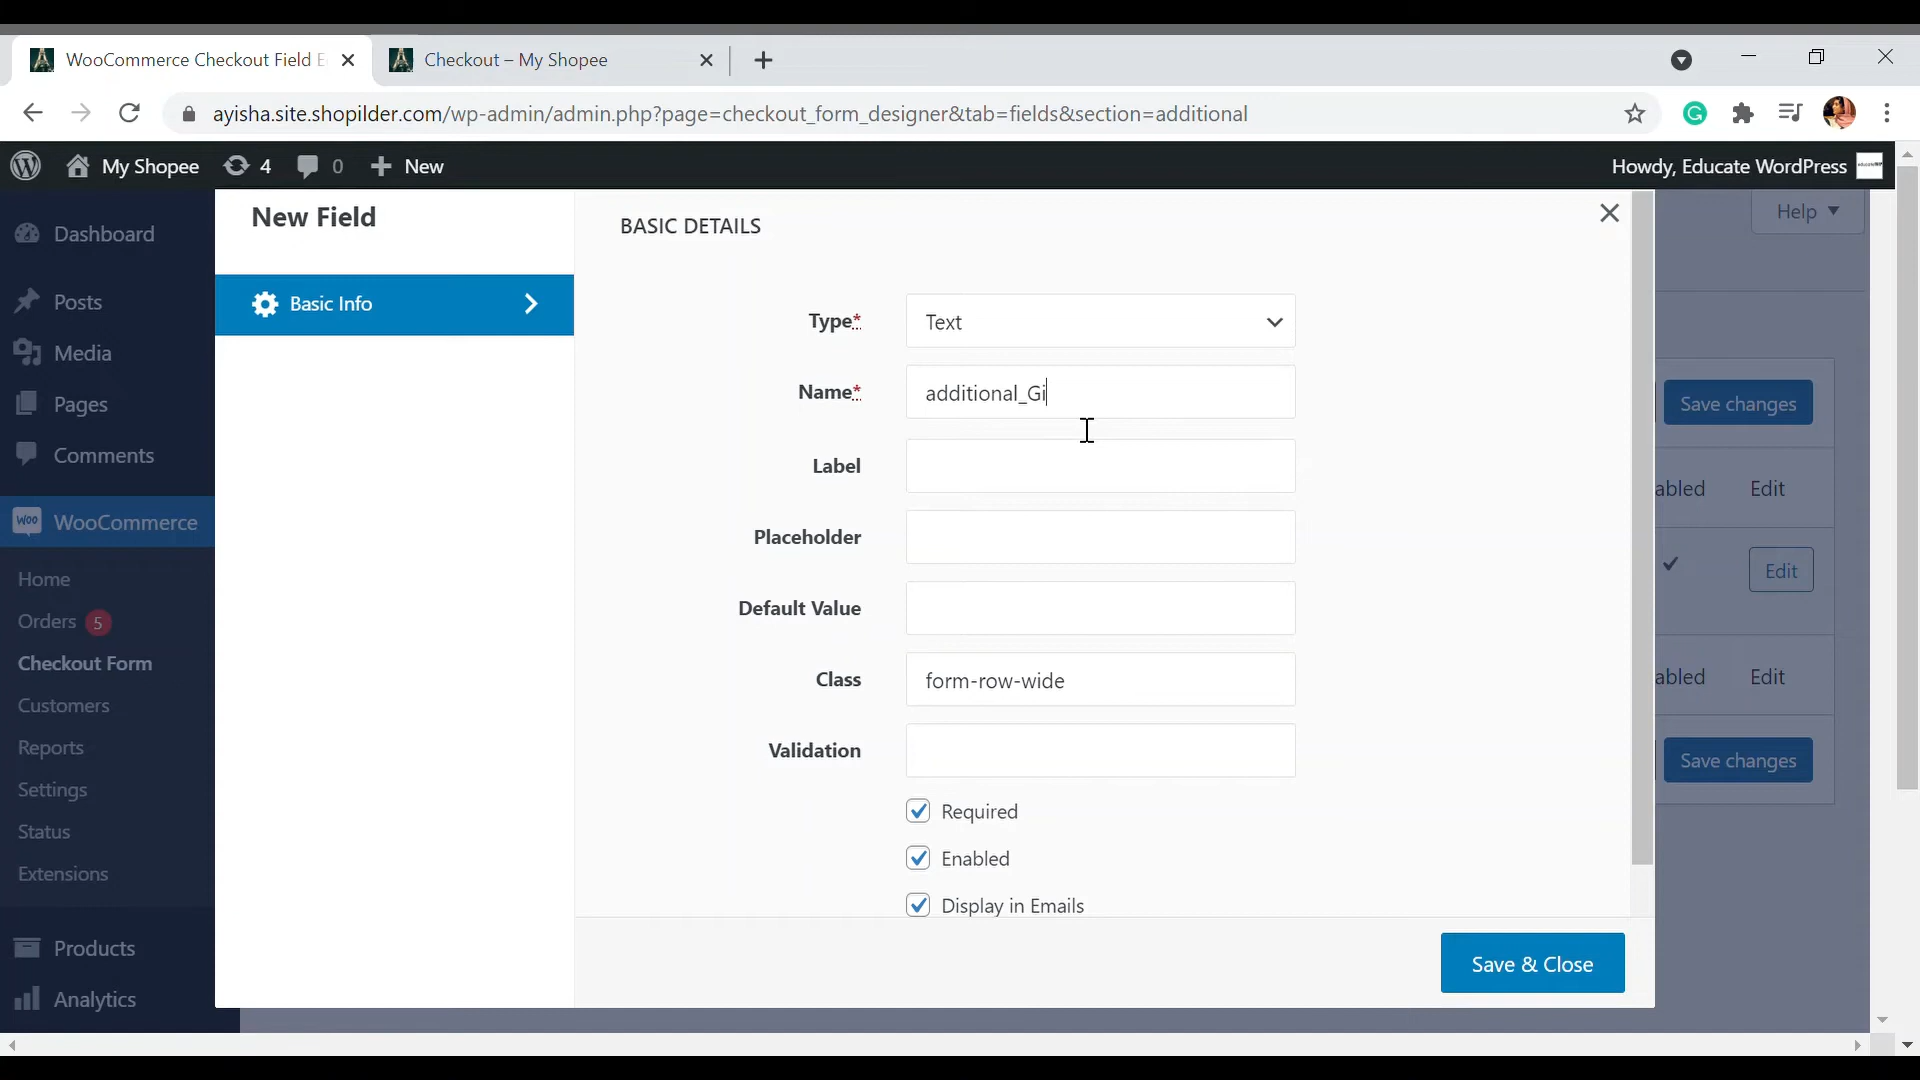 WooCommerce Checkout Field E
Checkout – My Shopee
ayisha.site.shopilder.com/wp-admin/admin.php?page=checkout_form_designer&tab=fields&section=additional
My Shopee 4 0 New
Howdy, Educate WordPress
Dashboard
Posts
Media
Pages
Comments
WooCommerce
Home
Orders 5
Checkout Form
Customers
Reports
Settings
Status
Extensions
Products
Analytics
New Field
Basic Info
BASIC DETAILS
Type* Text
Name* additional_Gi
Label
Placeholder
Default Value
Class form-row-wide
Validation
Required
Enabled
Display in Emails
Save & Close
Help
Save changes
abled Edit
Edit
abled Edit
Save changes